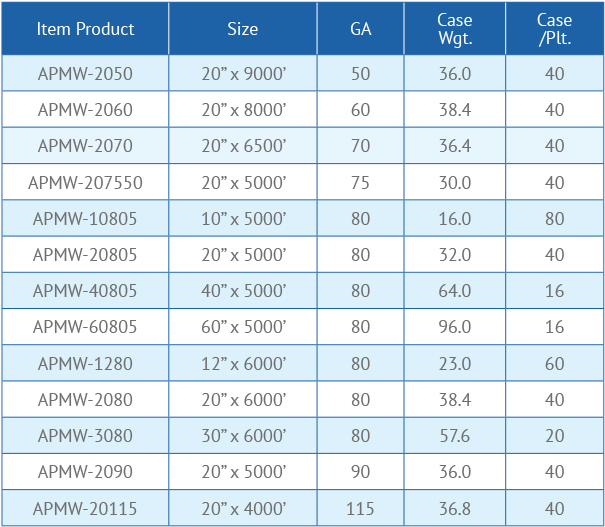 Item Product Size GA Case Wgt. Case /Plt.
APMW-2050 20” x 9000’ 50 36.0 40
APMW-2060 20” x 8000’ 60 38.4 40
APMW-2070 20” x 6500’ 70 36.4 40
APMW-207550 20” x 5000’ 75 30.0 40
APMW-10805 10” x 5000’ 80 16.0 80
APMW-20805 20” x 5000’ 80 32.0 40
APMW-40805 40” x 5000’ 80 64.0 16
APMW-60805 60” x 5000’ 80 96.0 16
APMW-1280 12” x 6000’ 80 23.0 60
APMW-2080 20” x 6000’ 80 38.4 40
APMW-3080 30” x 6000’ 80 57.6 20
APMW-2090 20” x 5000’ 90 36.0 40
APMW-20115 20” x 4000’ 115 36.8 40